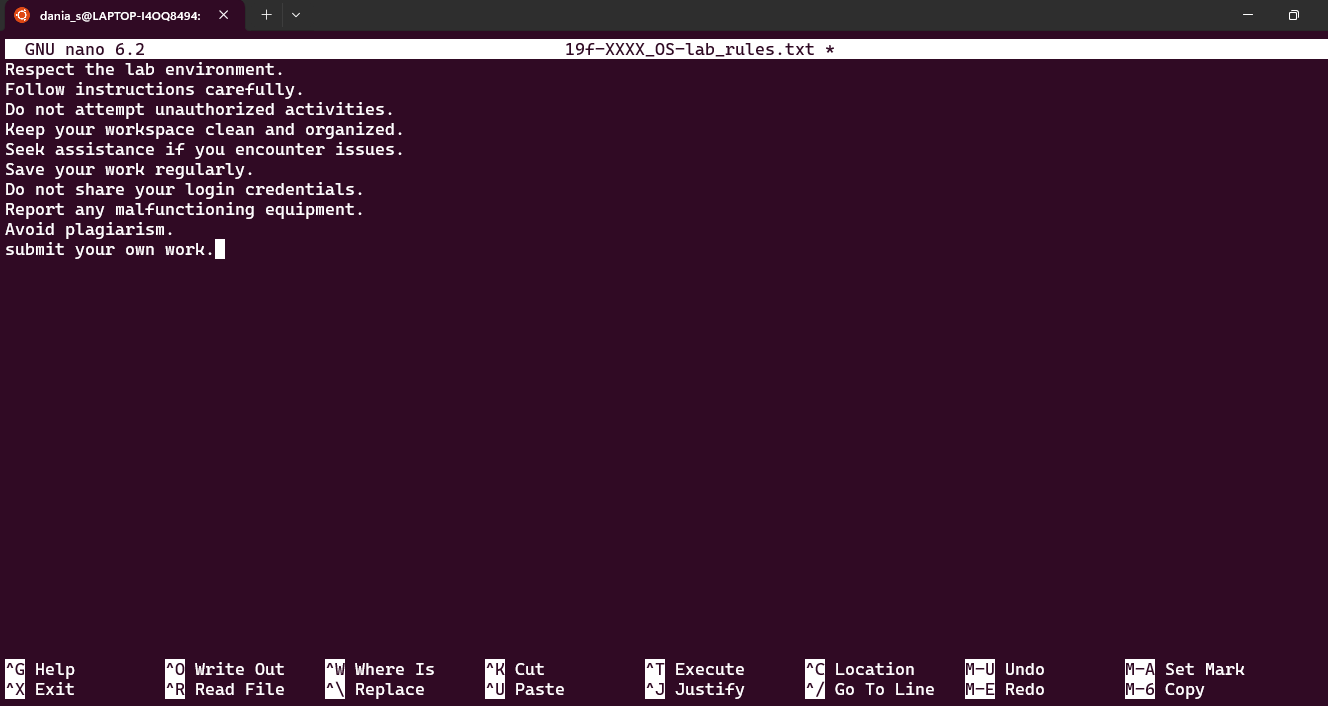 dania_s@LAPTOP-I4OQ8494:
GNU nano 6.2 19f-XXXX_OS-lab_rules.txt *
Respect the lab environment.
Follow instructions carefully.
Do not attempt unauthorized activities.
Keep your workspace clean and organized.
Seek assistance if you encounter issues.
Save your work regularly.
Do not share your login credentials.
Report any malfunctioning equipment.
Avoid plagiarism.
submit your own work.
^G Help ^O Write Out ^W Where Is ^K Cut ^T Execute ^C Location M-U Undo M-A Set Mark
^X Exit ^R Read File ^\ Replace ^U Paste ^J Justify ^/ Go To Line M-E Redo M-6 Copy